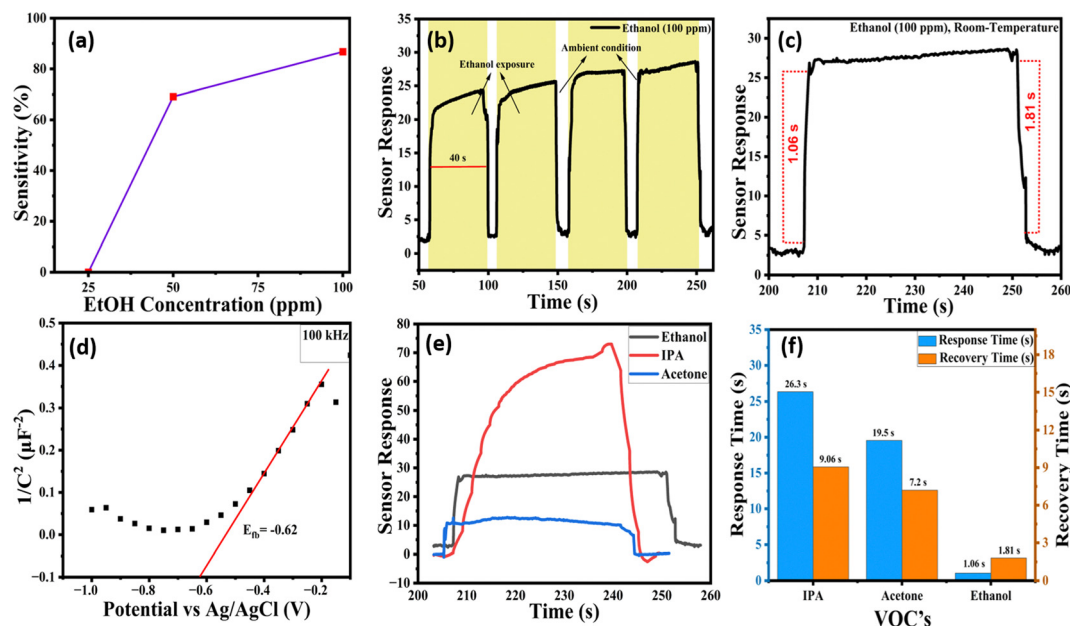 (a)
Sensitivity (%)
100
80
60
40
20
0
25
50
75
100
EtOH Concentration (ppm)
(b)
Ethanol (100 ppm)
Ethanol exposure
Ambient condition
40 s
Sensor Response
35
30
25
20
15
10
5
0
50
100
150
200
250
Time (s)
(c)
Ethanol (100 ppm), Room-Temperature
1.06 s
1.81 s
Sensor Response
30
25
20
15
10
5
0
200
210
220
230
240
250
260
Time (s)
(d)
100 kHz
Efb= -0.62
1/C² (µF⁻²)
0.5
0.4
0.3
0.2
0.1
0.0
−0.1
−1.0
−0.8
−0.6
−0.4
−0.2
Potential vs Ag/AgCl (V)
(e)
Ethanol
IPA
Acetone
Sensor Response
80
70
60
50
40
30
20
10
0
−10
200
210
220
230
240
250
260
Time (s)
(f)
Response Time (s)
Recovery Time (s)
26.3 s
9.06 s
19.5 s
7.2 s
1.06 s
1.81 s
Response Time (s)
35
30
25
20
15
10
5
0
18
15
12
9
6
3
0
Recovery Time (s)
IPA
Acetone
Ethanol
VOC's